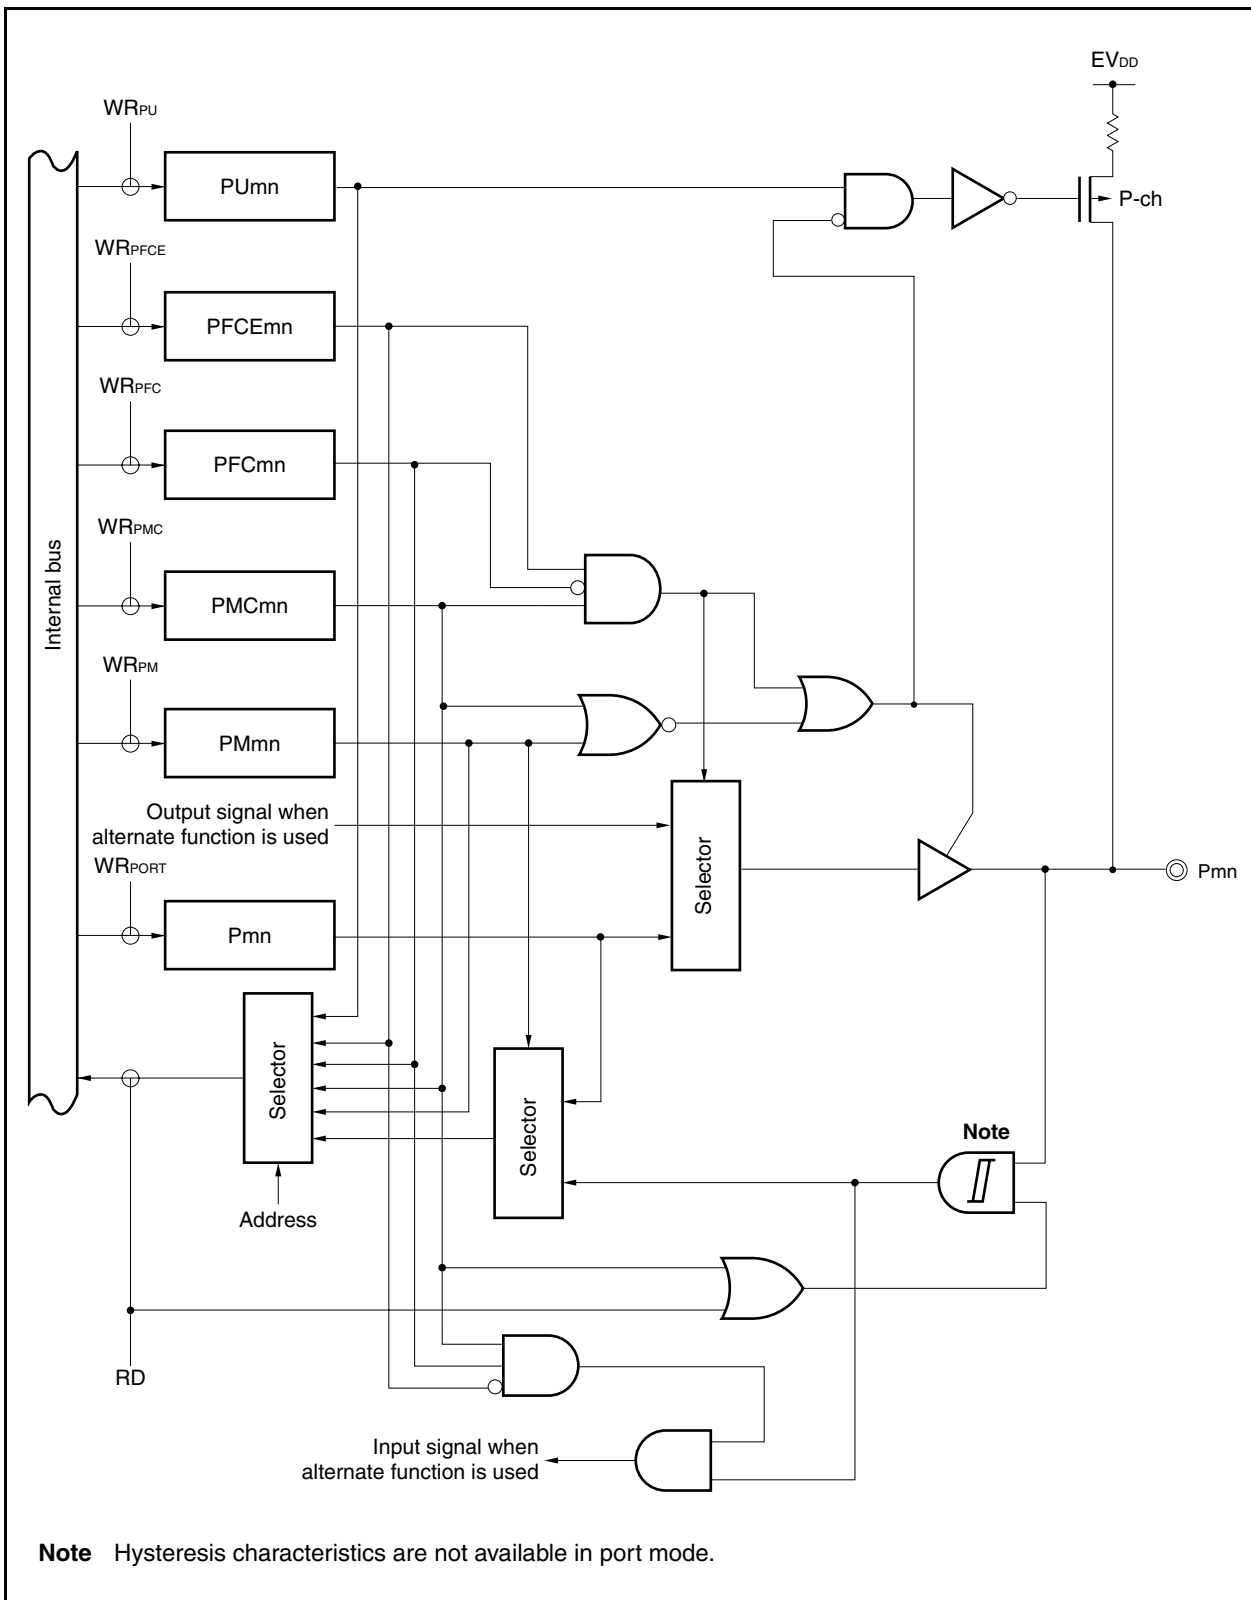 EVDD
WRPU
PUmn
P-ch
WRPFCE
PFCEmn
WRPFC
PFCmn
WRPMC
PMCmn
Internal bus
WRPM
PMmn
Output signal when
alternate function is used
WRPORT
Pmn
Selector
Pmn
Selector
Selector
Note
Address
RD
Input signal when
alternate function is used
Note Hysteresis characteristics are not available in port mode.